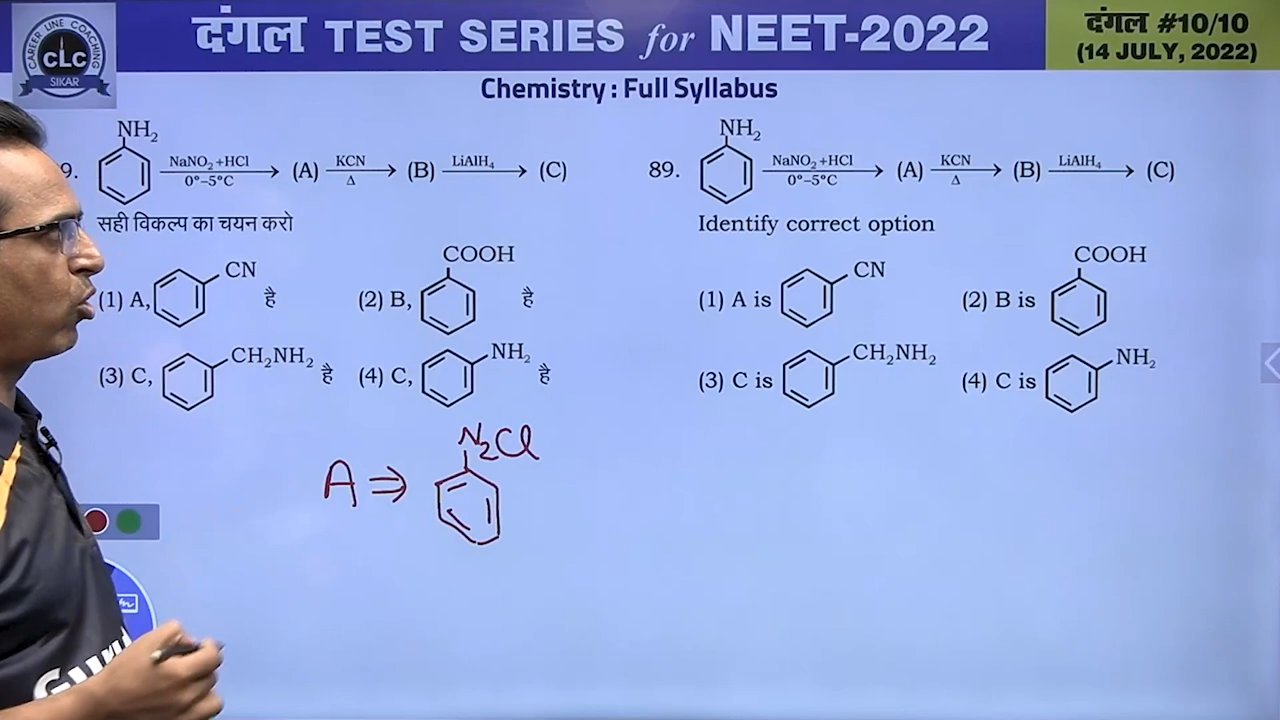 दंगल TEST SERIES for NEET-2022
दंगल #10/10
(14 JULY, 2022)
CAREER LINE COACHING
CLC
SIKAR
Chemistry : Full Syllabus
9.
NH₂
NaNO₂+HCl
0°–5°C
(A)
KCN
Δ
(B)
LiAlH₄
(C)
सही विकल्प का चयन करो
(1) A,
CN
है
(2) B,
COOH
है
(3) C,
CH₂NH₂
है
(4) C,
NH₂
है
89.
NH₂
NaNO₂+HCl
0°–5°C
(A)
KCN
Δ
(B)
LiAlH₄
(C)
Identify correct option
(1) A is
CN
(2) B is
COOH
(3) C is
CH₂NH₂
(4) C is
NH₂
A ⇒
N₂Cl